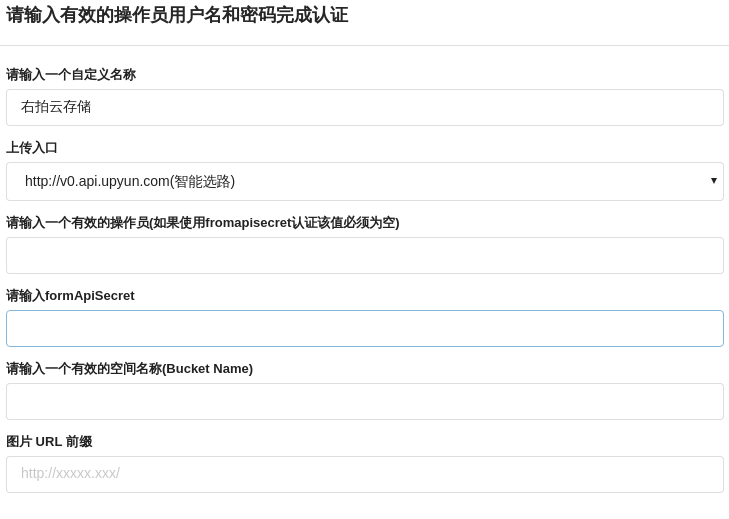 请输入有效的操作员用户名和密码完成认证
请输入一个自定义名称
右拍云存储
上传入口
http://v0.api.upyun.com(智能选路)
请输入一个有效的操作员(如果使用fromapisecret认证该值必须为空)
请输入formApiSecret
请输入一个有效的空间名称(Bucket Name)
图片 URL 前缀
http://xxxxx.xxx/